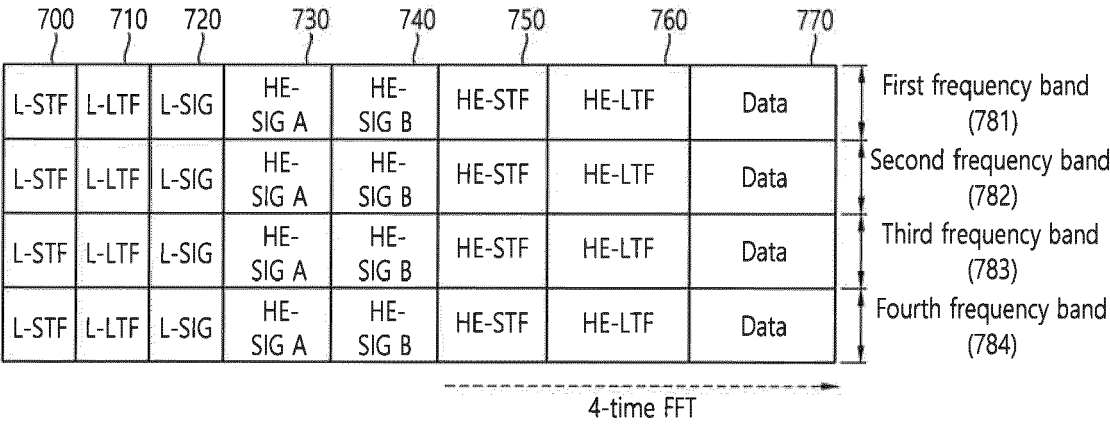 700 710 720 730 740 750 760 770
L-STF L-LTF L-SIG HE-SIG A HE-SIG B HE-STF HE-LTF Data First frequency band (781)
L-STF L-LTF L-SIG HE-SIG A HE-SIG B HE-STF HE-LTF Data Second frequency band (782)
L-STF L-LTF L-SIG HE-SIG A HE-SIG B HE-STF HE-LTF Data Third frequency band (783)
L-STF L-LTF L-SIG HE-SIG A HE-SIG B HE-STF HE-LTF Data Fourth frequency band (784)
4-time FFT